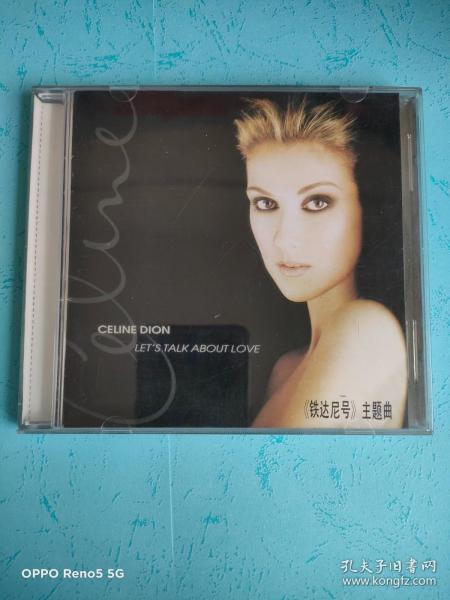 Celine
CELINE DION
LET'S TALK ABOUT LOVE
《铁达尼号》主题曲
OPPO Reno5 5G
孔夫子旧书网
www.kongfz.com